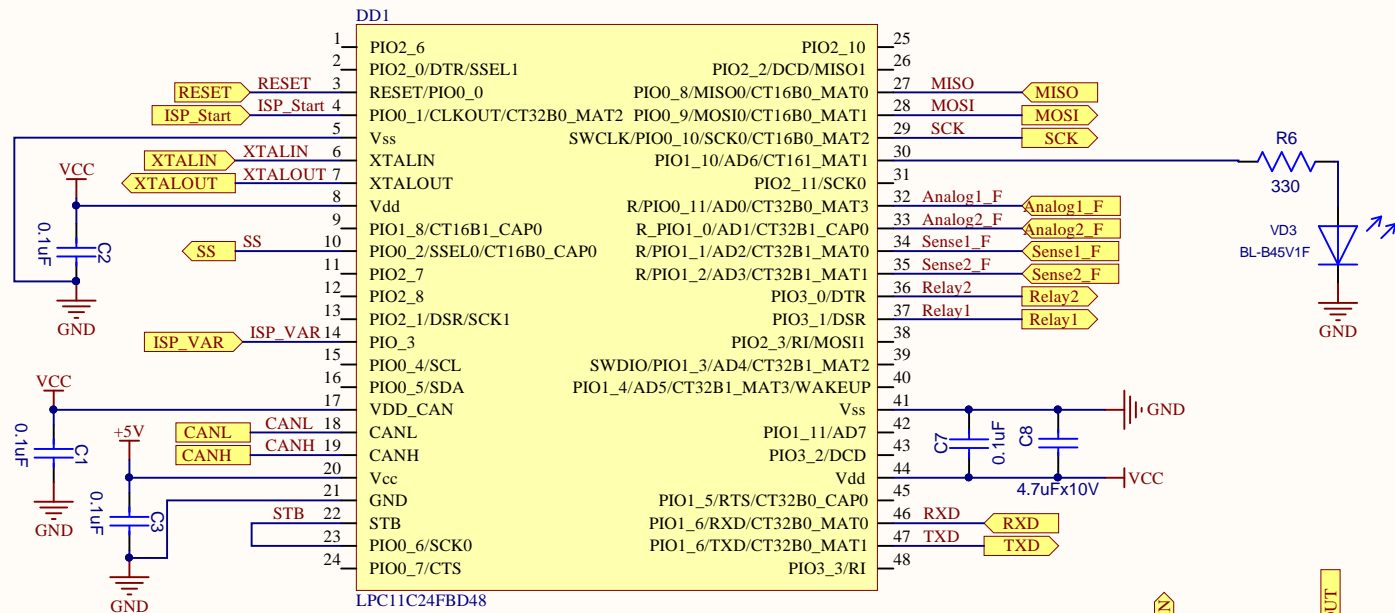 DD1
1 PIO2_6
2 PIO2_0/DTR/SSEL1
RESET RESET 3 RESET/PIO0_0
ISP_Start ISP_Start 4 PIO0_1/CLKOUT/CT32B0_MAT2
5 Vss
XTALIN XTALIN 6 XTALIN
XTALOUT XTALOUT 7 XTALOUT
VCC
8 Vdd
9 PIO1_8/CT16B1_CAP0
SS SS 10 PIO0_2/SSEL0/CT16B0_CAP0
0.1uF C2
11 PIO2_7
12 PIO2_8
GND
13 PIO2_1/DSR/SCK1
ISP_VAR ISP_VAR 14 PIO_3
15 PIO0_4/SCL
16 PIO0_5/SDA
VCC
17 VDD_CAN
CANL CANL 18 CANL
CANH CANH 19 CANH
0.1uF C1
GND
+5V
20 Vcc
21 GND
STB 22 STB
23 PIO0_6/SCK0
24 PIO0_7/CTS
0.1uF C3
GND
PIO2_10 25
PIO2_2/DCD/MISO1 26
PIO0_8/MISO0/CT16B0_MAT0 27 MISO MISO
PIO0_9/MOSI0/CT16B0_MAT1 28 MOSI MOSI
SWCLK/PIO0_10/SCK0/CT16B0_MAT2 29 SCK SCK
PIO1_10/AD6/CT161_MAT1 30
PIO2_11/SCK0 31
R/PIO0_11/AD0/CT32B0_MAT3 32 Analog1_F Analog1_F
R_PIO1_0/AD1/CT32B1_CAP0 33 Analog2_F Analog2_F
R/PIO1_1/AD2/CT32B1_MAT0 34 Sense1_F Sense1_F
R/PIO1_2/AD3/CT32B1_MAT1 35 Sense2_F Sense2_F
PIO3_0/DTR 36 Relay2 Relay2
PIO3_1/DSR 37 Relay1 Relay1
PIO2_3/RI/MOSI1 38
SWDIO/PIO1_3/AD4/CT32B1_MAT2 39
PIO1_4/AD5/CT32B1_MAT3/WAKEUP 40
Vss 41 GND
PIO1_11/AD7 42
PIO3_2/DCD 43
Vdd 44 VCC
C7 0.1uF C8
4.7uFx10V
PIO1_5/RTS/CT32B0_CAP0 45
PIO1_6/RXD/CT32B0_MAT0 46 RXD RXD
PIO1_6/TXD/CT32B0_MAT1 47 TXD TXD
PIO3_3/RI 48
LPC11C24FBD48
R6
330
VD3
BL-B45V1F
GND